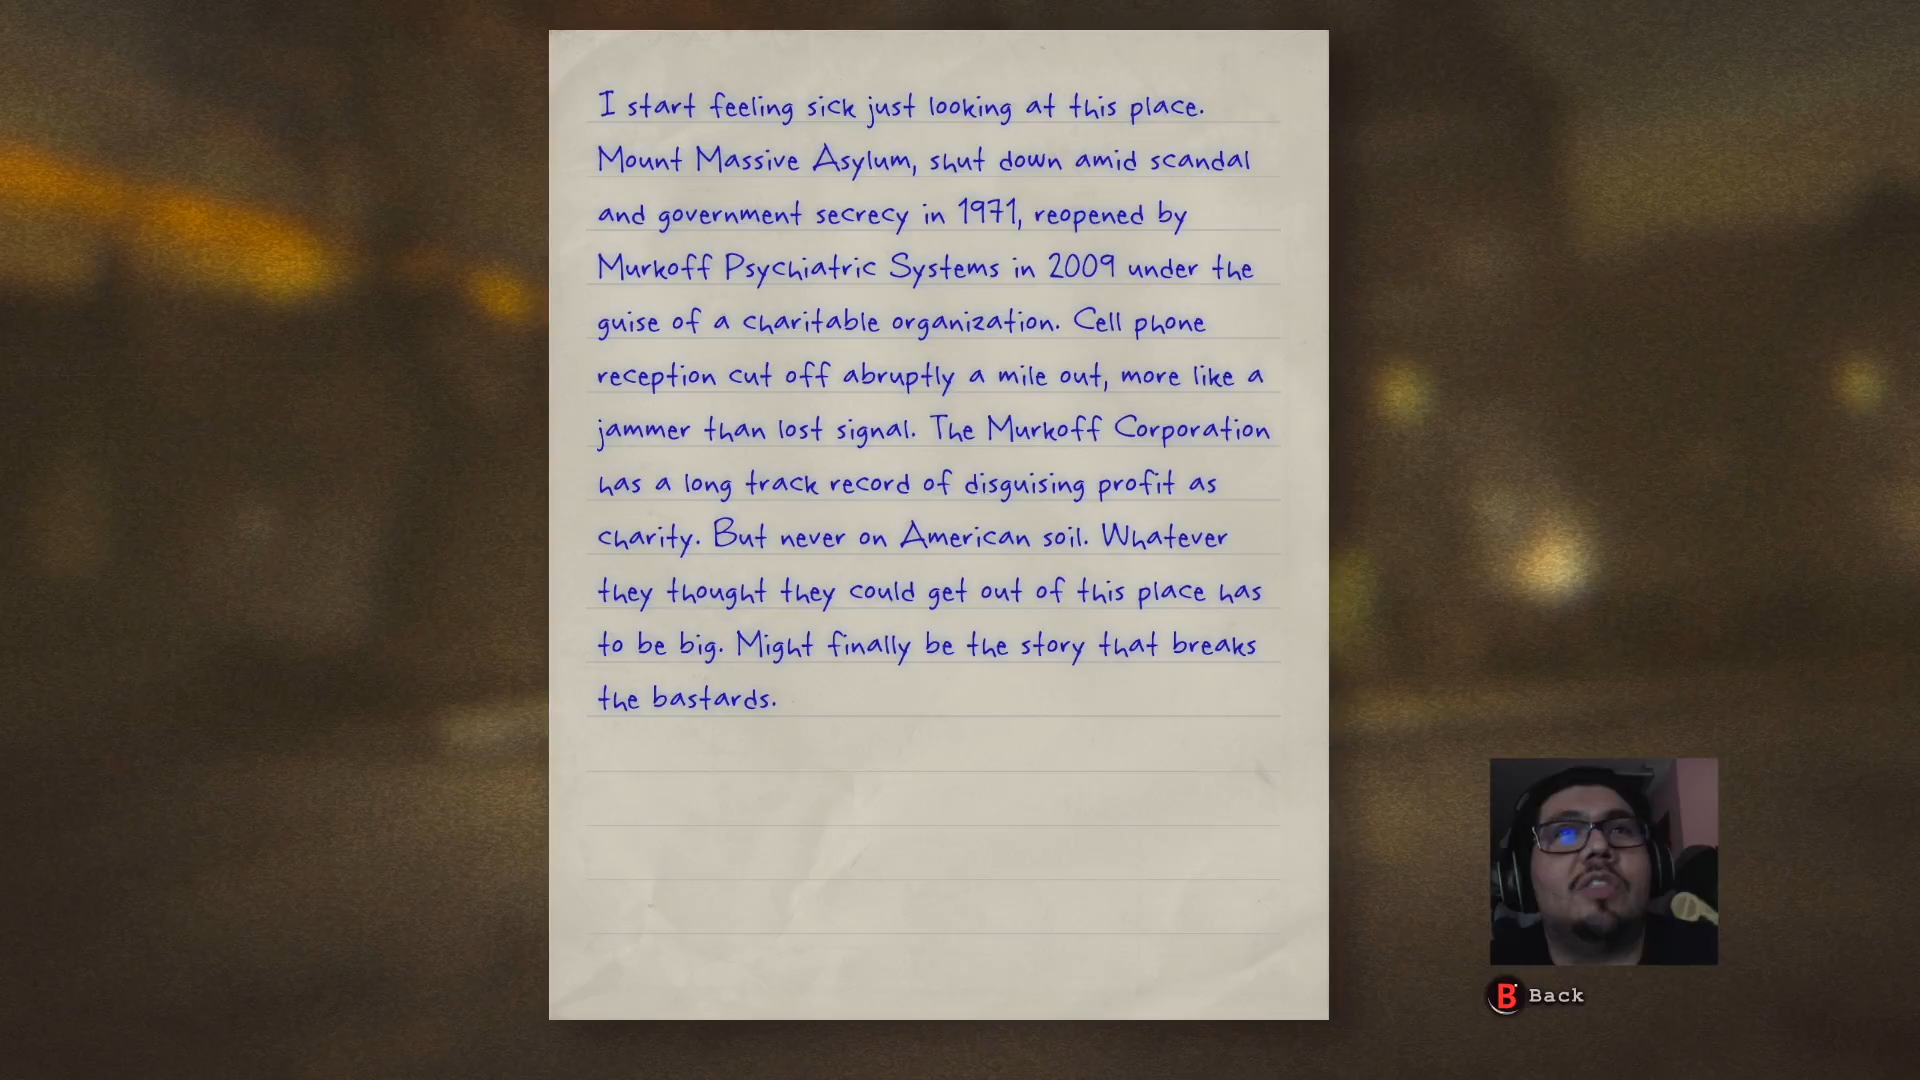 I start feeling sick just looking at this place.
Mount Massive Asylum, shut down amid scandal
and government secrecy in 1971, reopened by
Murkoff Psychiatric Systems in 2009 under the
guise of a charitable organization. Cell phone
reception cut off abruptly a mile out, more like a
jammer than lost signal. The Murkoff Corporation
has a long track record of disguising profit as
charity. But never on American soil. Whatever
they thought they could get out of this place has
to be big. Might finally be the story that breaks
the bastards.
B Back